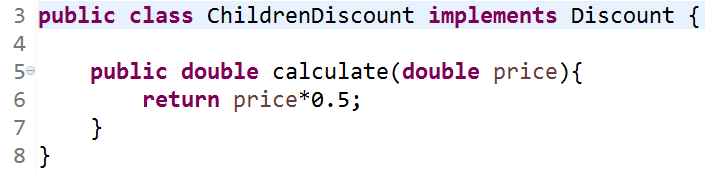 3 public class ChildrenDiscount implements Discount {
4
5 public double calculate(double price){
6 return price*0.5;
7 }
8 }